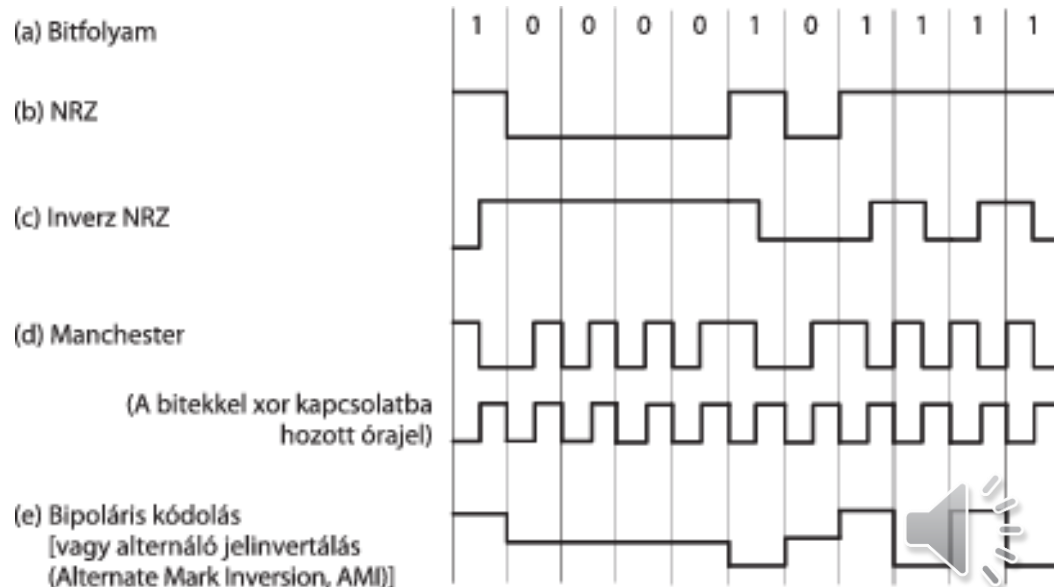 (a) Bitfolyam 1 0 0 0 0 1 0 1 1 1 1
(b) NRZ
(c) Inverz NRZ
(d) Manchester
(A bitekkel xor kapcsolatba
hozott órajel)
(e) Bipoláris kódolás
[vagy alternáló jelinvertálás
(Alternate Mark Inversion, AMI)]